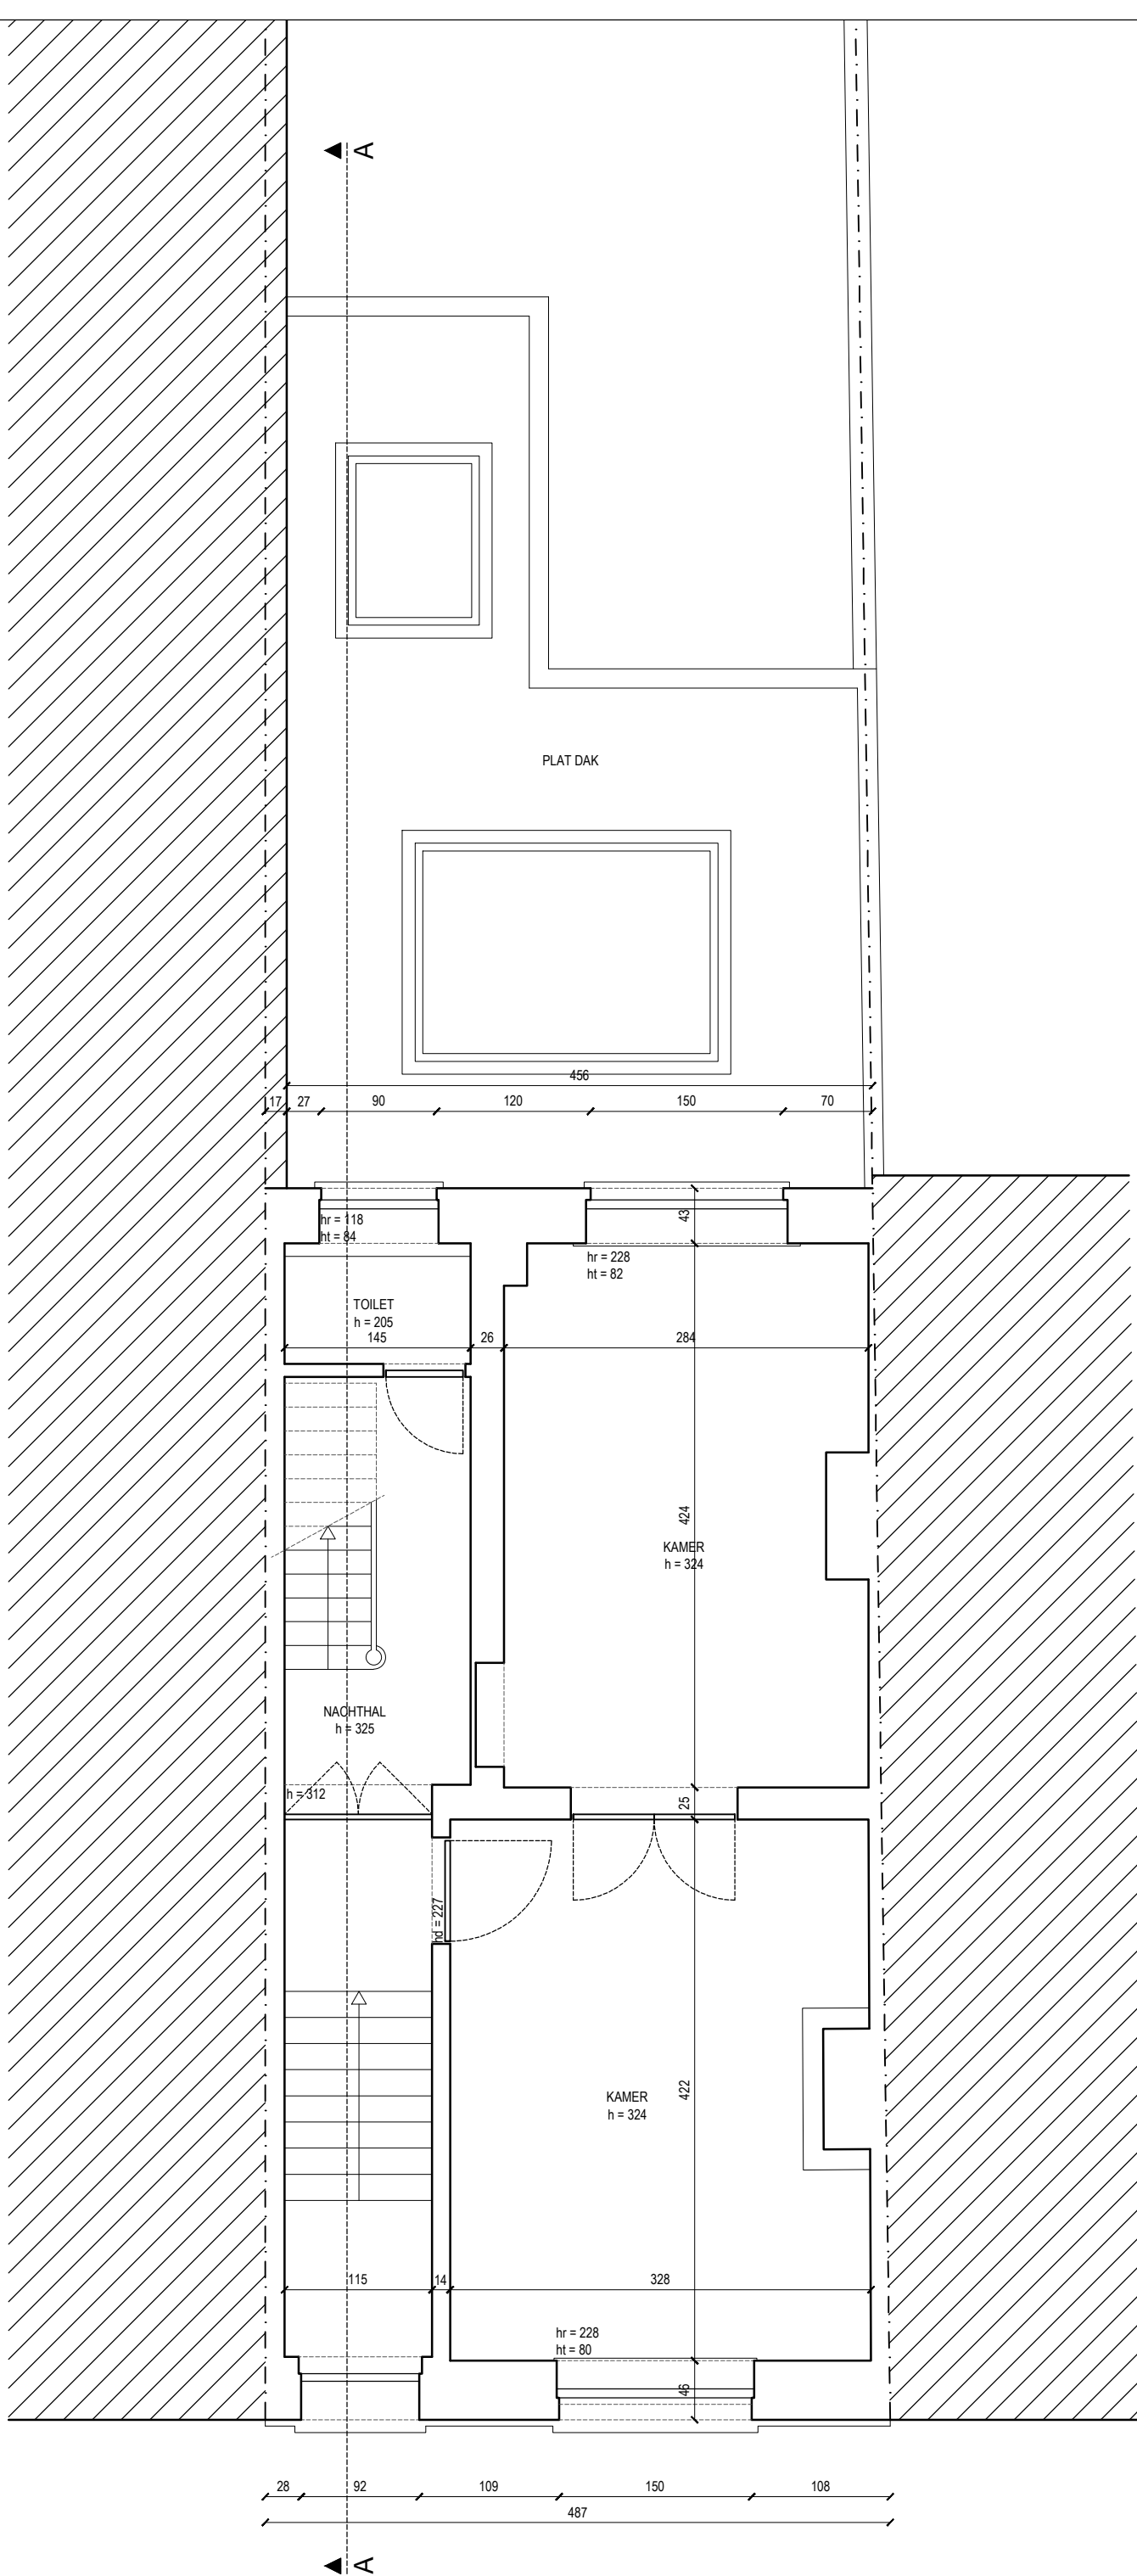 A
PLAT DAK
456
17 27 90 120 150 70
43
hr = 118
ht = 84
hr = 228
ht = 82
TOILET
h = 205
145 26 284
424
KAMER
h = 324
NACHTHAL
h = 325
h = 312
25
hd = 227
422
KAMER
h = 324
115 14 328
hr = 228
ht = 80
46
28 92 109 150 108
487
A